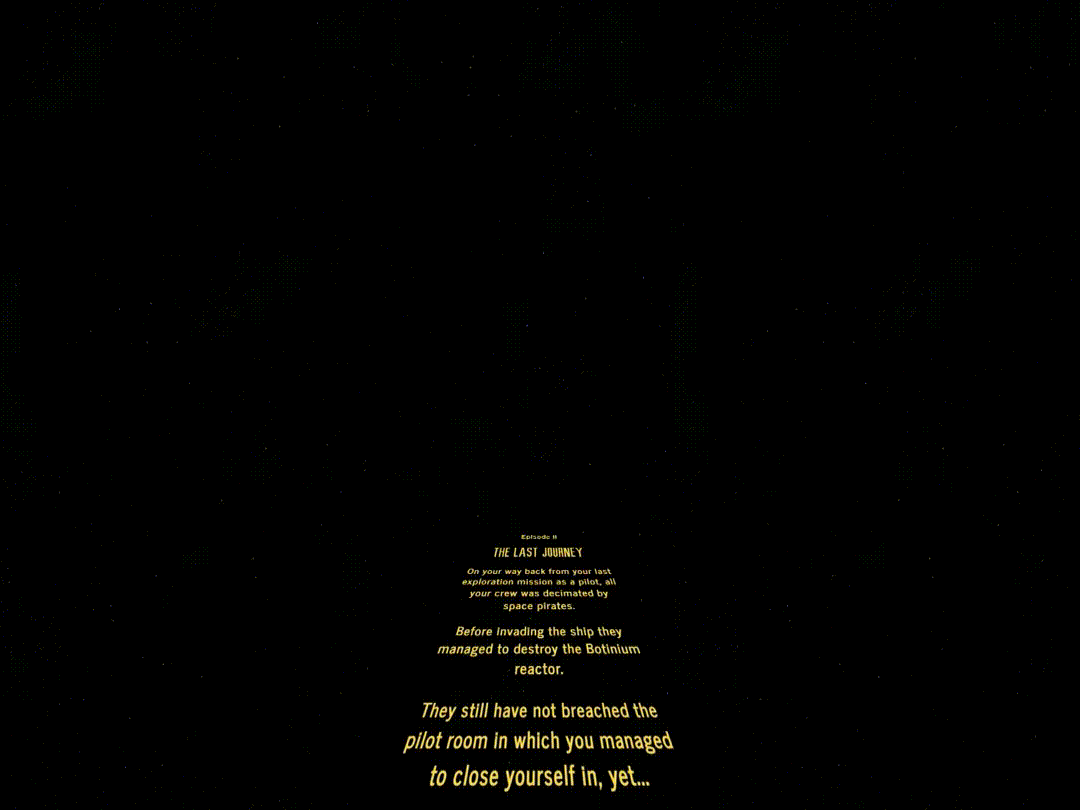 Episode II
THE LAST JOURNEY
On your way back from your last
exploration mission as a pilot, all
your crew was decimated by
space pirates.
Before invading the ship they
managed to destroy the Botinium
reactor.
They still have not breached the
pilot room in which you managed
to close yourself in, yet...